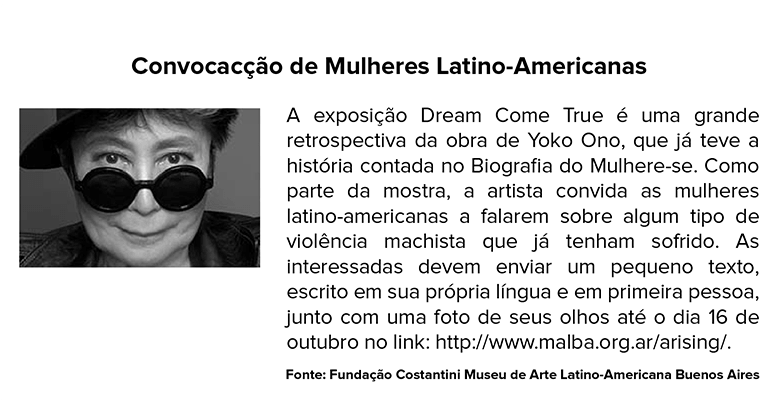 Convocacção de Mulheres Latino-Americanas
A exposição Dream Come True é uma grande
retrospectiva da obra de Yoko Ono, que já teve a
história contada no Biografia do Mulhere-se. Como
parte da mostra, a artista convida as mulheres
latino-americanas a falarem sobre algum tipo de
violência machista que já tenham sofrido. As
interessadas devem enviar um pequeno texto,
escrito em sua própria língua e em primeira pessoa,
junto com uma foto de seus olhos até o dia 16 de
outubro no link: http://www.malba.org.ar/arising/.
Fonte: Fundação Costantini Museu de Arte Latino-Americana Buenos Aires